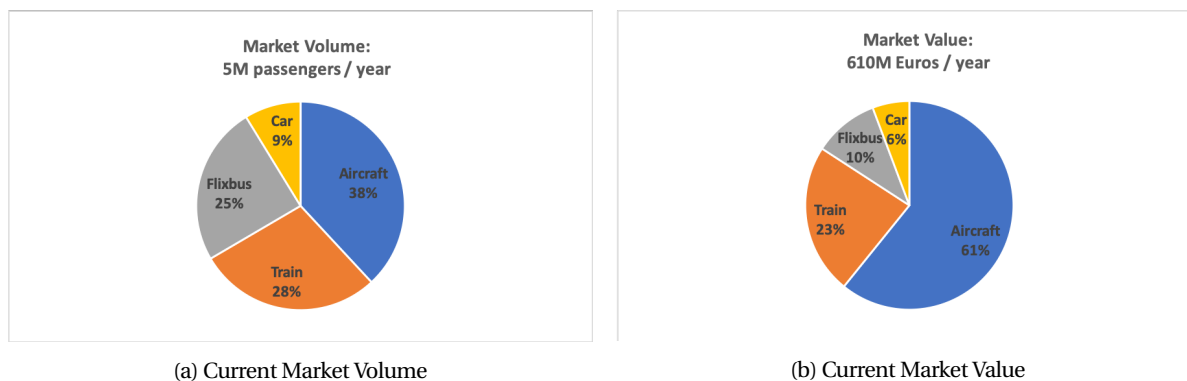 Market Volume:
5M passengers / year
Car
9%
Aircraft
38%
Flixbus
25%
Train
28%
(a) Current Market Volume
Market Value:
610M Euros / year
Car
6%
Flixbus
10%
Train
23%
Aircraft
61%
(b) Current Market Value